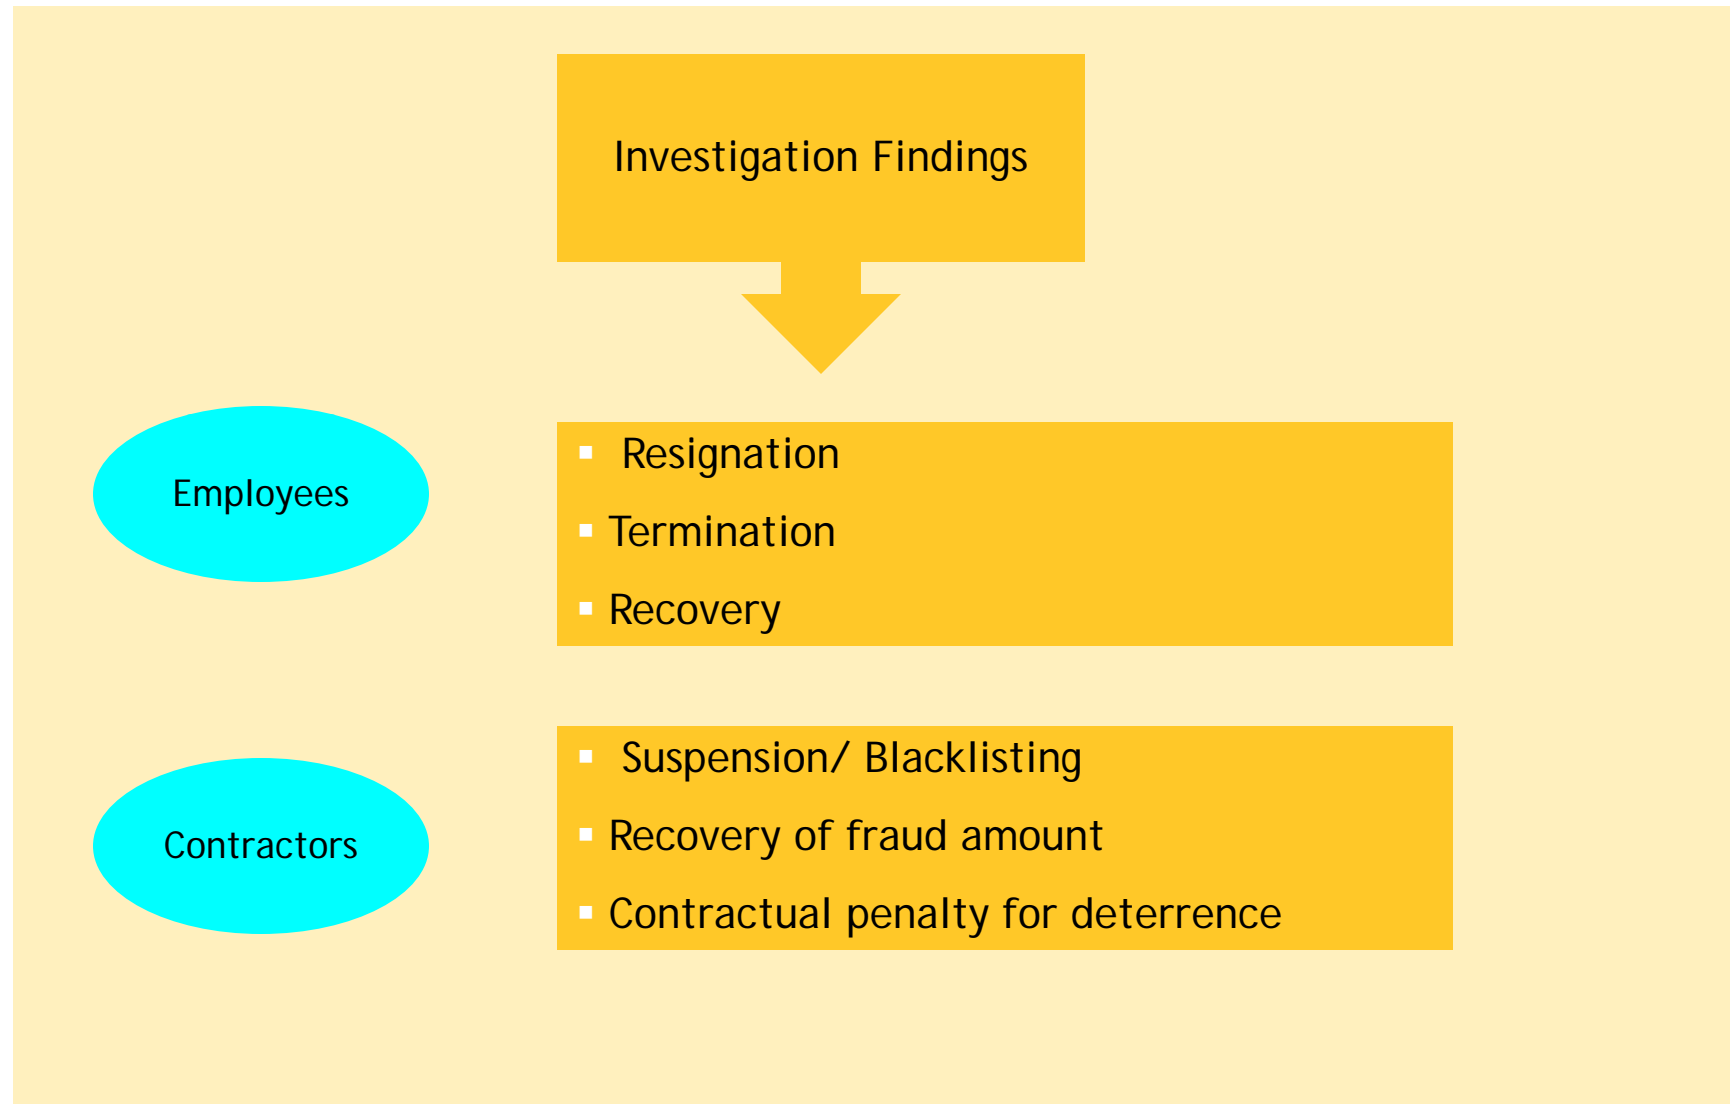 Investigation Findings
Employees
▪ Resignation
▪ Termination
▪ Recovery
Contractors
▪ Suspension/ Blacklisting
▪ Recovery of fraud amount
▪ Contractual penalty for deterrence